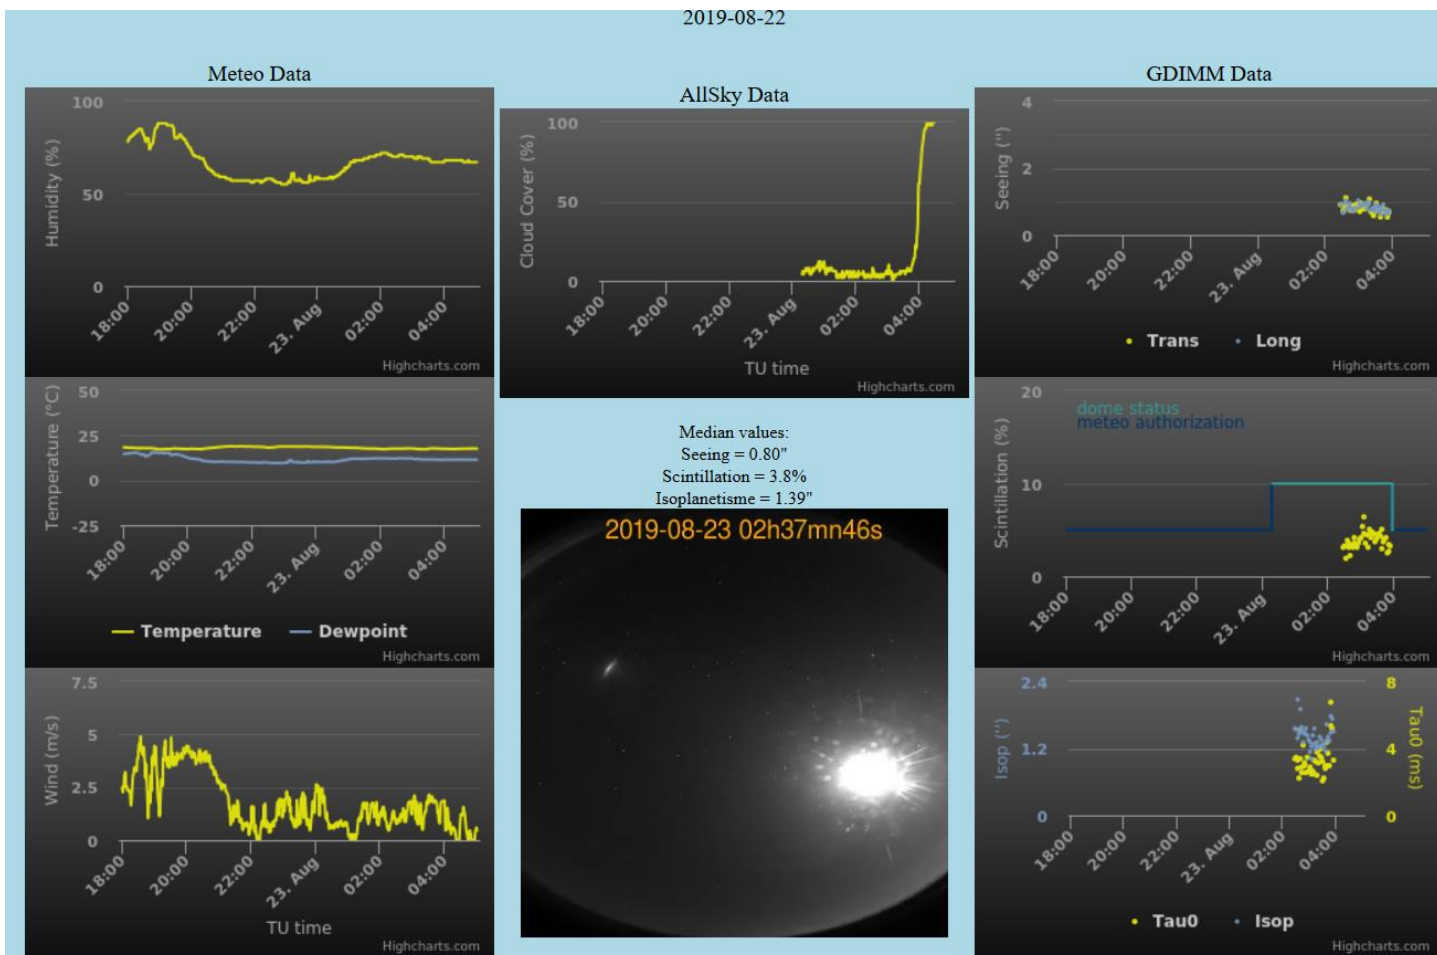 2019-08-22
Meteo Data
100
50
0
Humidity (%)
18:00
20:00
22:00
23. Aug
02:00
04:00
Highcharts.com
50
25
0
-25
Temperature (°C)
18:00
20:00
22:00
23. Aug
02:00
04:00
Temperature
Dewpoint
Highcharts.com
7.5
5
2.5
0
Wind (m/s)
18:00
20:00
22:00
23. Aug
02:00
04:00
TU time
Highcharts.com
AllSky Data
100
50
0
Cloud Cover (%)
18:00
20:00
22:00
23. Aug
02:00
04:00
TU time
Highcharts.com
Median values:
Seeing = 0.80"
Scintillation = 3.8%
Isoplanetisme = 1.39"
2019-08-23 02h37mn46s
GDIMM Data
4
2
0
Seeing (")
18:00
20:00
22:00
23. Aug
02:00
04:00
Trans
Long
Highcharts.com
20
10
0
Scintillation (%)
dome status
meteo authorization
18:00
20:00
22:00
23. Aug
02:00
04:00
Highcharts.com
2.4
1.2
0
Isop ('')
8
4
0
Tau0 (ms)
18:00
20:00
22:00
23. Aug
02:00
04:00
Tau0
Isop
Highcharts.com